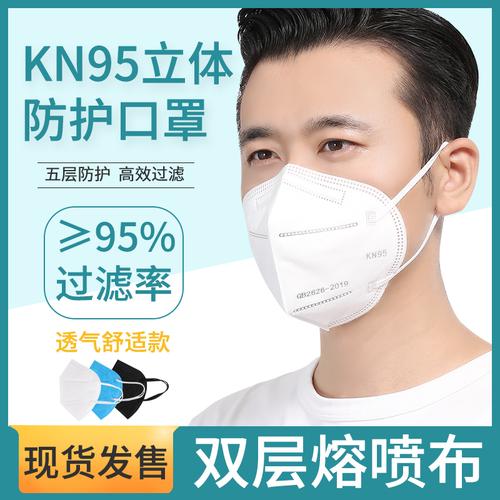 KN95立体
防护口罩
五层防护 高效过滤
≥95%
过滤率
透气舒适款
KN95
GB2626-2019
现货发售
双层熔喷布